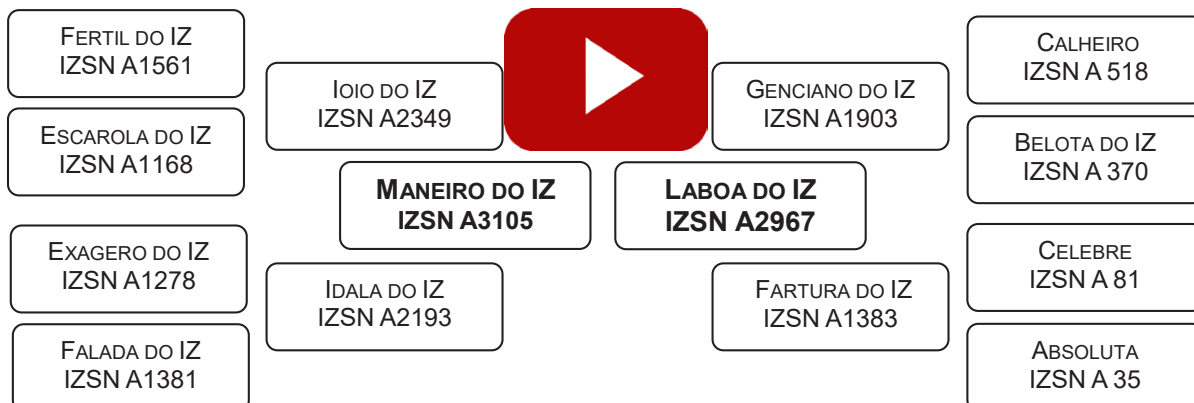 FERTIL DO IZ
IZSN A1561
IOIO DO IZ
IZSN A2349
ESCAROLA DO IZ
IZSN A1168
MANEIRO DO IZ
IZSN A3105
EXAGERO DO IZ
IZSN A1278
IDALA DO IZ
IZSN A2193
FALADA DO IZ
IZSN A1381
GENCIANO DO IZ
IZSN A1903
CALHEIRO
IZSN A 518
BELOTA DO IZ
IZSN A 370
LABOA DO IZ
IZSN A2967
CELEBRE
IZSN A 81
FARTURA DO IZ
IZSN A1383
ABSOLUTA
IZSN A 35